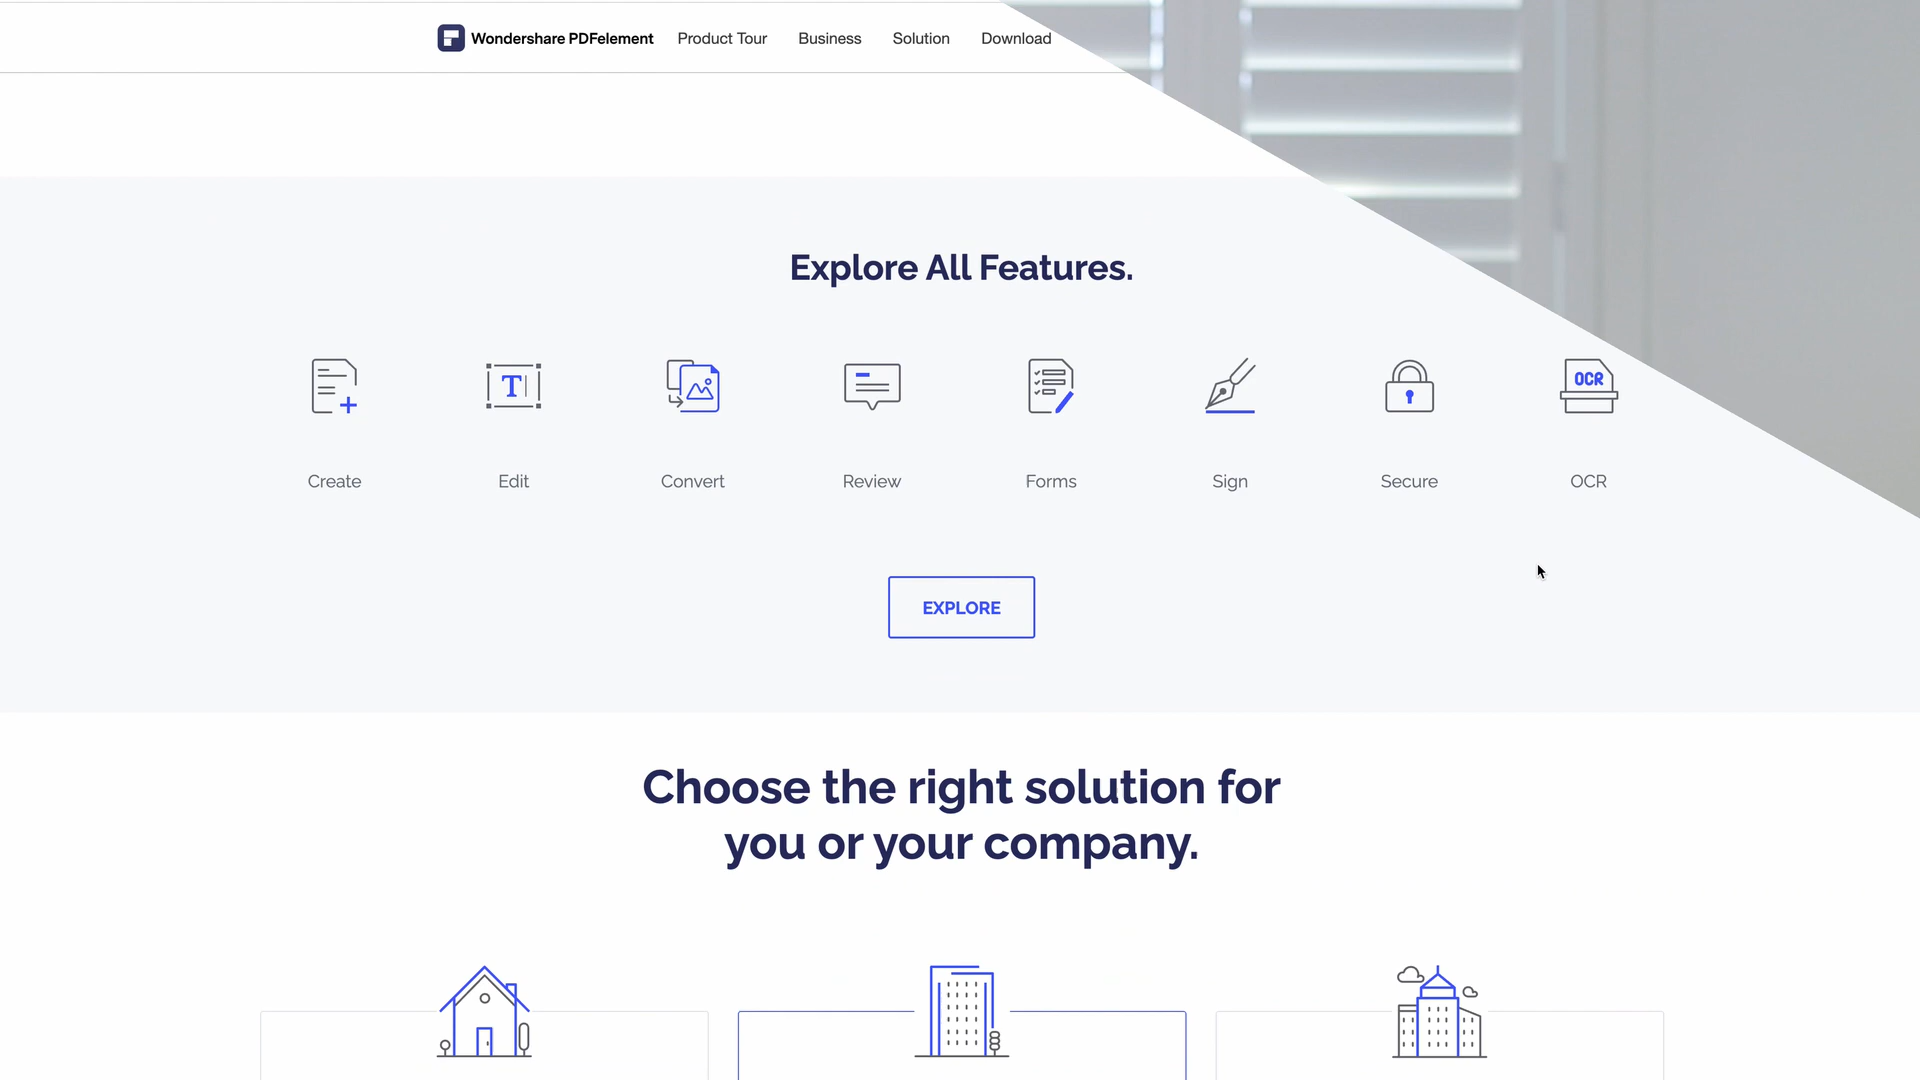 Wondershare PDFelement Product Tour Business Solution Download
Explore All Features.
T
OCR
Create Edit Convert Review Forms Sign Secure OCR
EXPLORE
Choose the right solution for
you or your company.